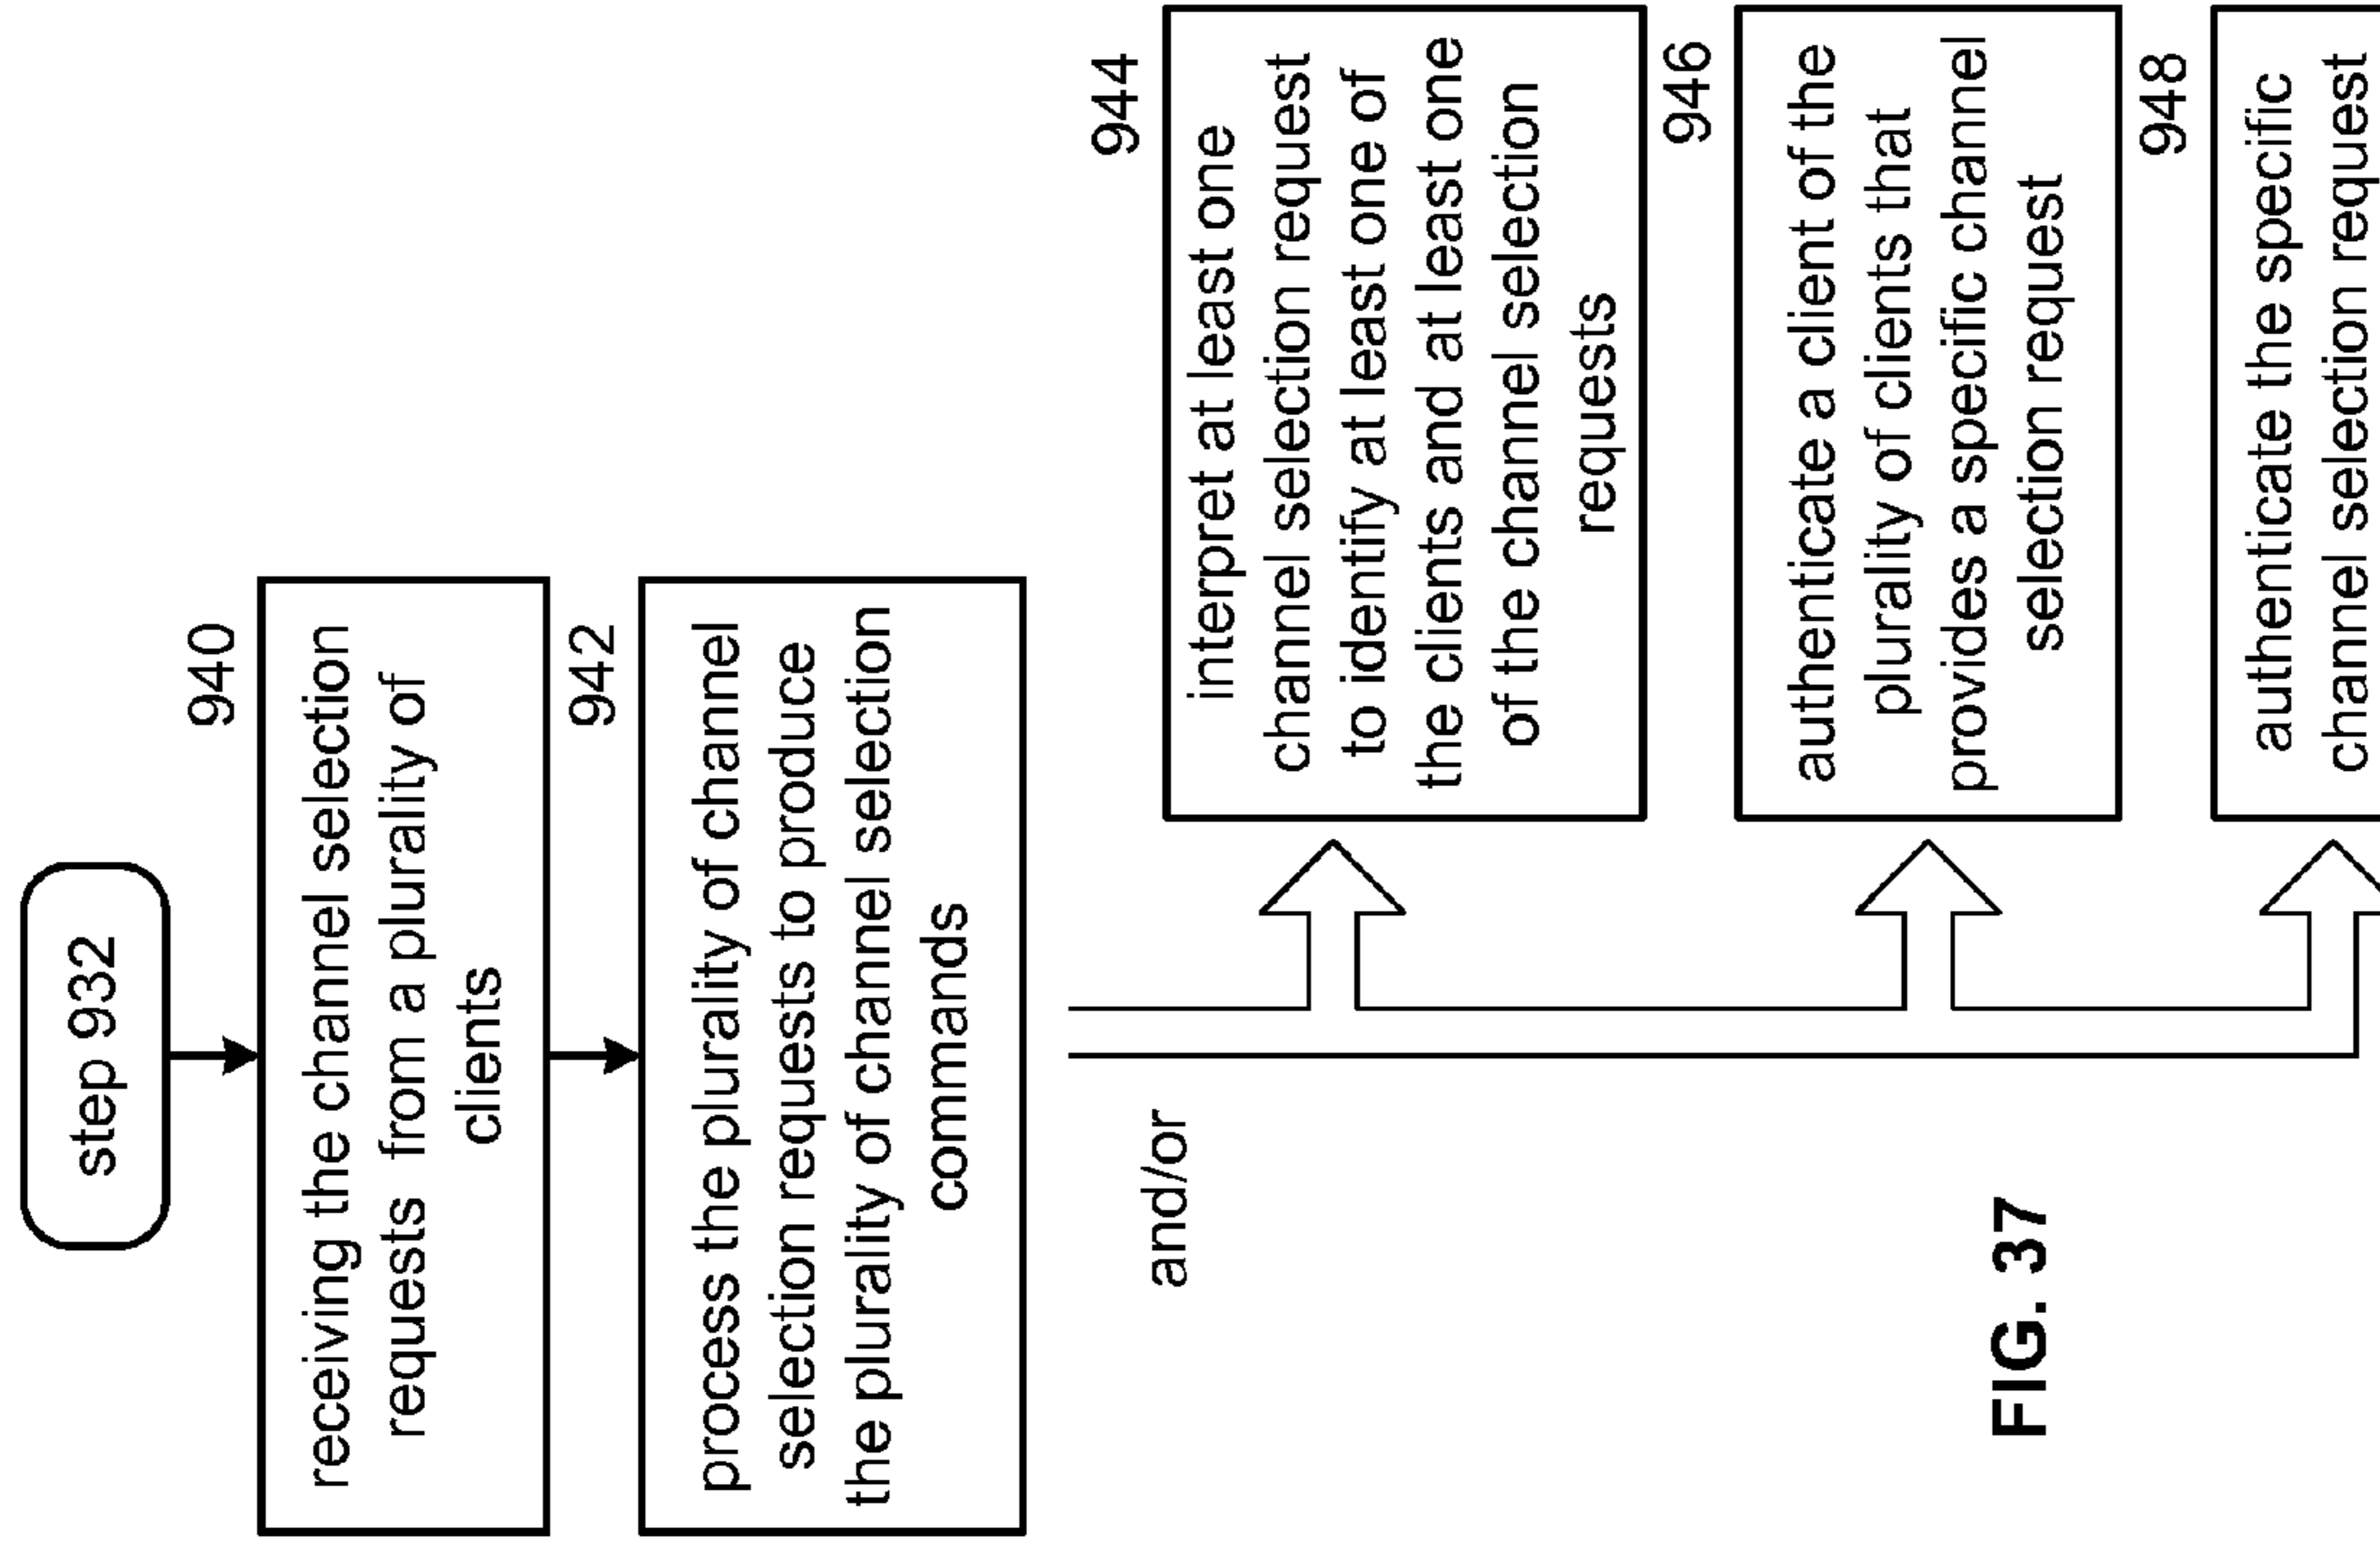 step 932
940
receiving the channel selection
requests from a plurality of
clients
942
process the plurality of channel
selection requests to produce
the plurality of channel selection
commands
and/or
944
interpret at least one
channel selection request
to identify at least one of
the clients and at least one
of the channel selection
requests
946
authenticate a client of the
plurality of clients that
provides a specific channel
selection request
948
authenticate the specific
channel selection request
FIG. 37